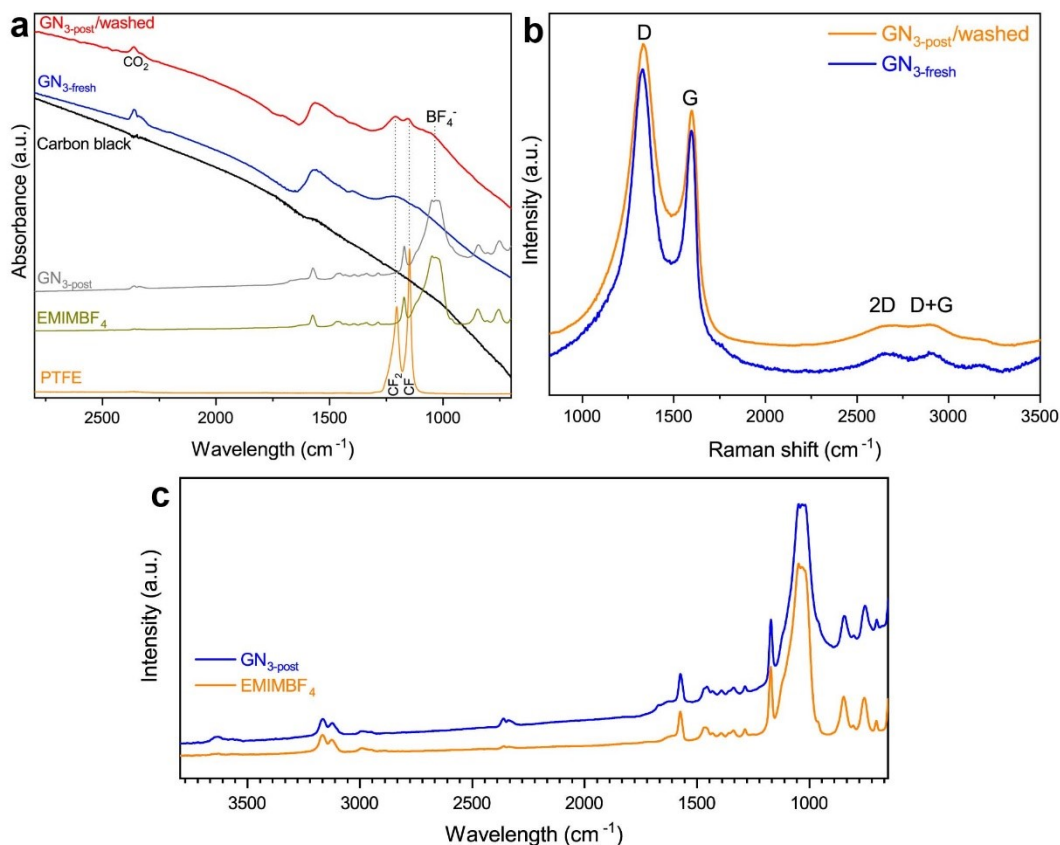 a
GN3-post/washed
CO2
GN3-fresh
Carbon black
BF4-
GN3-post
EMIMBF4
PTFE
CF2
CF
Absorbance (a.u.)
2500 2000 1500 1000
Wavelength (cm-1)
b
GN3-post/washed
GN3-fresh
D
G
2D D+G
Intensity (a.u.)
1000 1500 2000 2500 3000 3500
Raman shift (cm-1)
c
GN3-post
EMIMBF4
Intensity (a.u.)
3500 3000 2500 2000 1500 1000
Wavelength (cm-1)